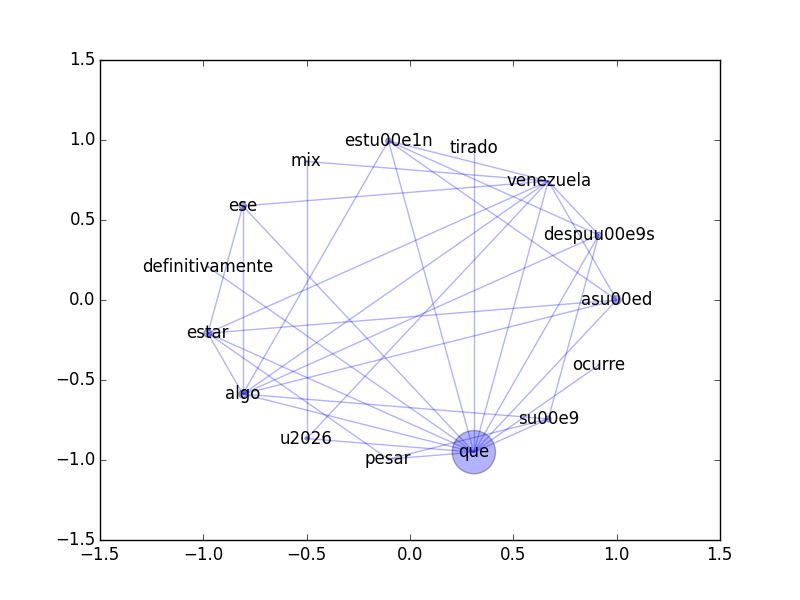 1.5
1.0
0.5
0.0
−0.5
−1.0
−1.5
estu00e1n
tirado
mix
venezuela
ese
despuu00e9s
definitivamente
asu00ed
estar
ocurre
algo
su00e9
u2026
pesar
que
−1.5
−1.0
−0.5
0.0
0.5
1.0
1.5